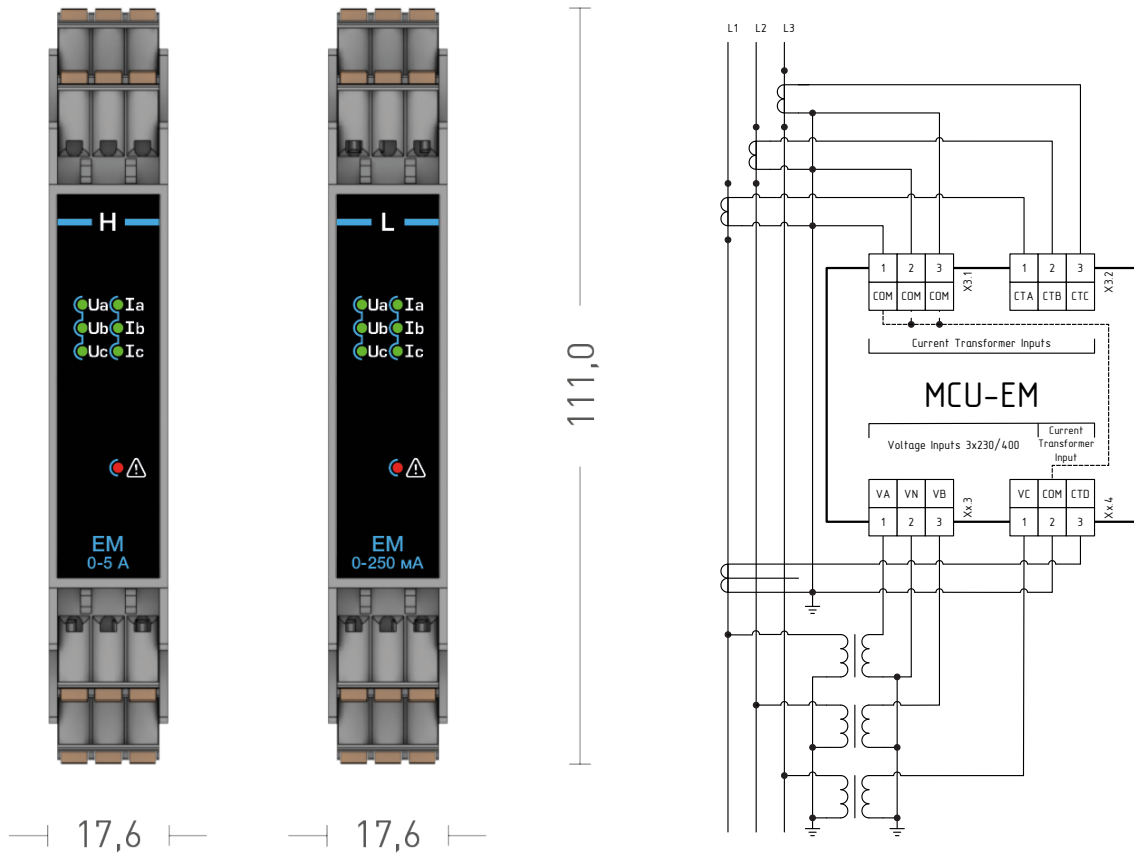 H
Ua Ia
Ub Ib
Uc Ic
EM
0-5 A
17,6
L
Ua Ia
Ub Ib
Uc Ic
EM
0-250 мА
17,6
111,0
L1 L2 L3
1 2 3
COM COM COM
X3.1
1 2 3
CTA CTB CTC
X3.2
Current Transformer Inputs
MCU-EM
Voltage Inputs 3x230/400
Current
Transformer
Input
VA VN VB
1 2 3
Xx.3
VC COM CTD
1 2 3
Xx.4